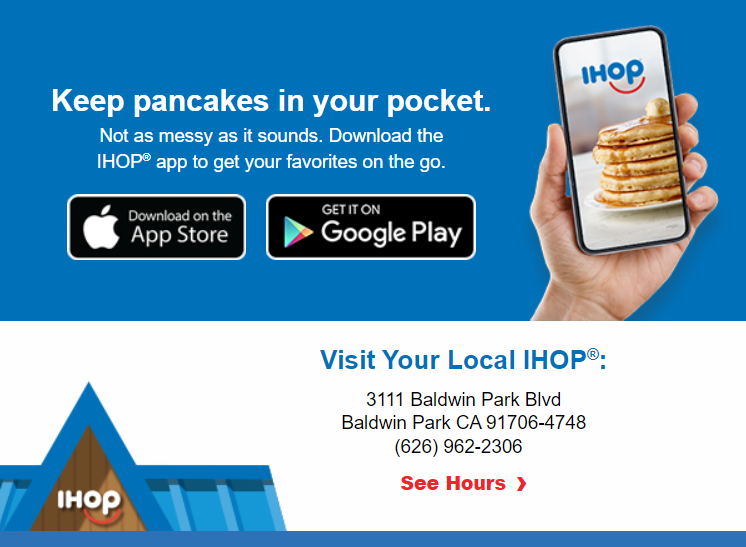 Keep pancakes in your pocket.
Not as messy as it sounds. Download the
IHOP® app to get your favorites on the go.
Download on the
App Store
GET IT ON
Google Play
IHOP
Visit Your Local IHOP®:
3111 Baldwin Park Blvd
Baldwin Park CA 91706-4748
(626) 962-2306
See Hours ❯
IHOP